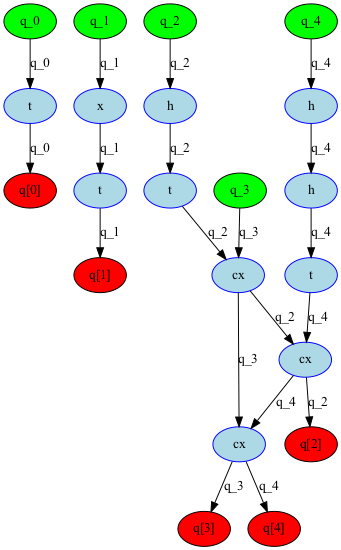 q_0 q_1 q_2 q_4
q_0 q_1 q_2 q_4
t x h h
q_0 q_1 q_2 q_4
q[0] t t q_3 h
q_1 q_2 q_3 q_4
q[1] cx t
q_2 q_4
q_3 cx
q_4 q_2
cx q[2]
q_3 q_4
q[3] q[4]